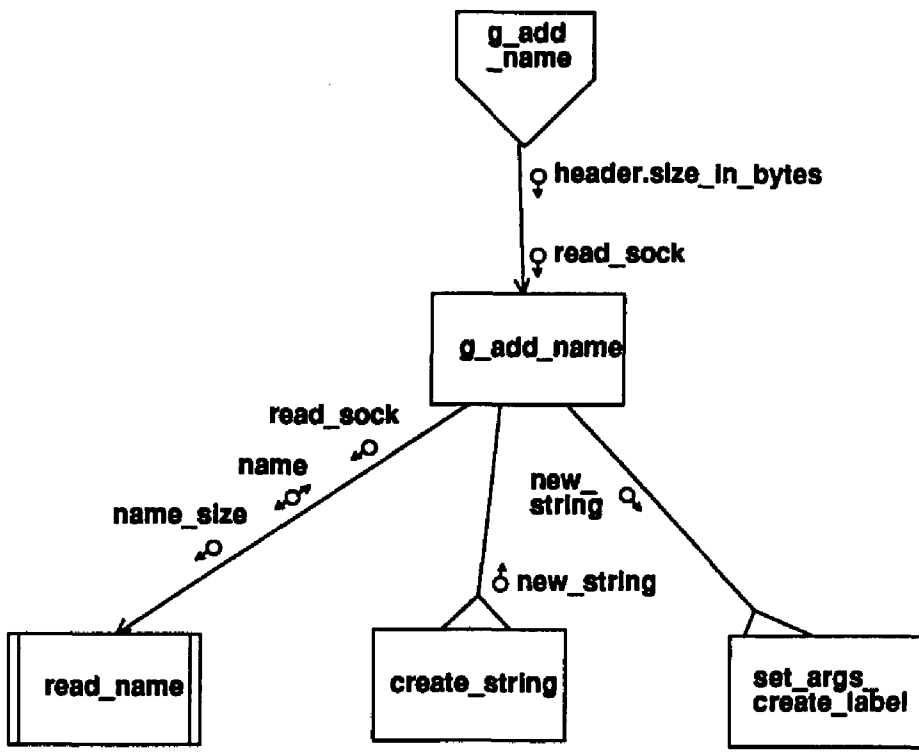 g_add
_name
header.size_in_bytes
read_sock
g_add_name
read_sock
name
name_size
new_
string
new_string
read_name
create_string
set_args_
create_label